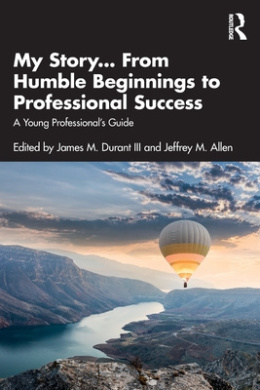 ROUTLEDGE
My Story... From
Humble Beginnings to
Professional Success
A Young Professional's Guide
Edited by James M. Durant III and Jeffrey M. Allen